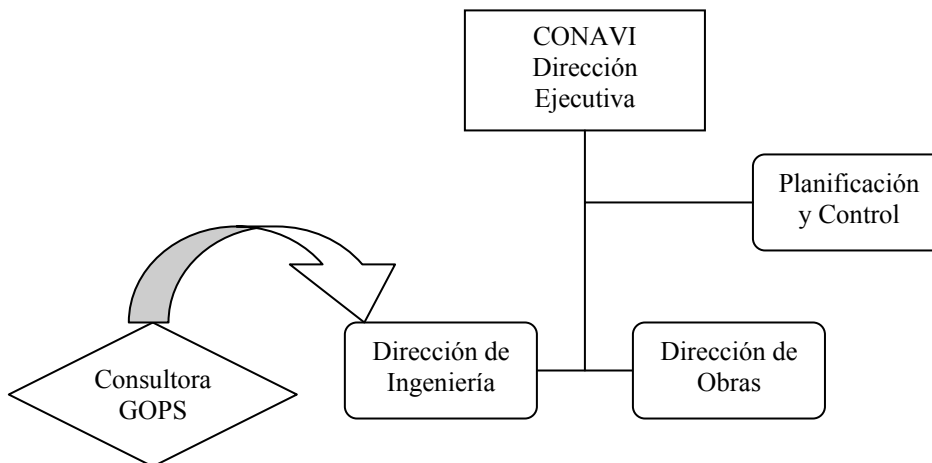 CONAVI
Dirección
Ejecutiva
Planificación
y Control
Dirección de
Ingeniería
Dirección de
Obras
Consultora
GOPS